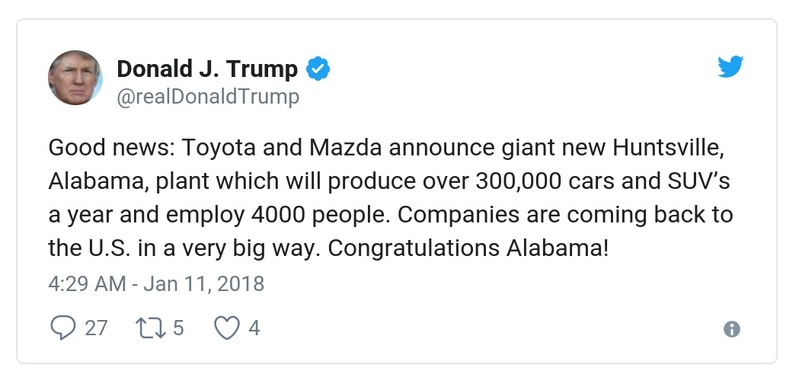 Donald J. Trump
@realDonaldTrump
Good news: Toyota and Mazda announce giant new Huntsville,
Alabama, plant which will produce over 300,000 cars and SUV’s
a year and employ 4000 people. Companies are coming back to
the U.S. in a very big way. Congratulations Alabama!
4:29 AM - Jan 11, 2018
27 5 4